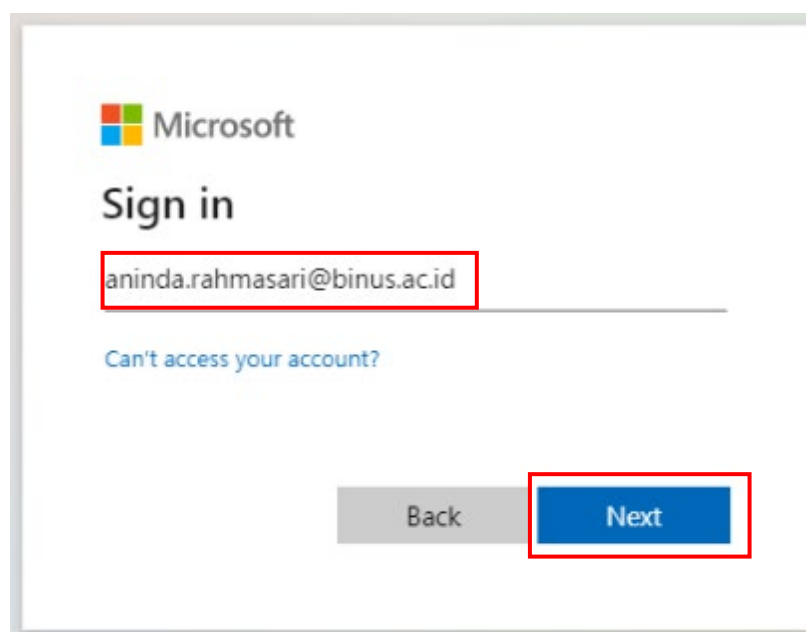 Microsoft
Sign in
aninda.rahmasari@binus.ac.id
Can't access your account?
Back
Next